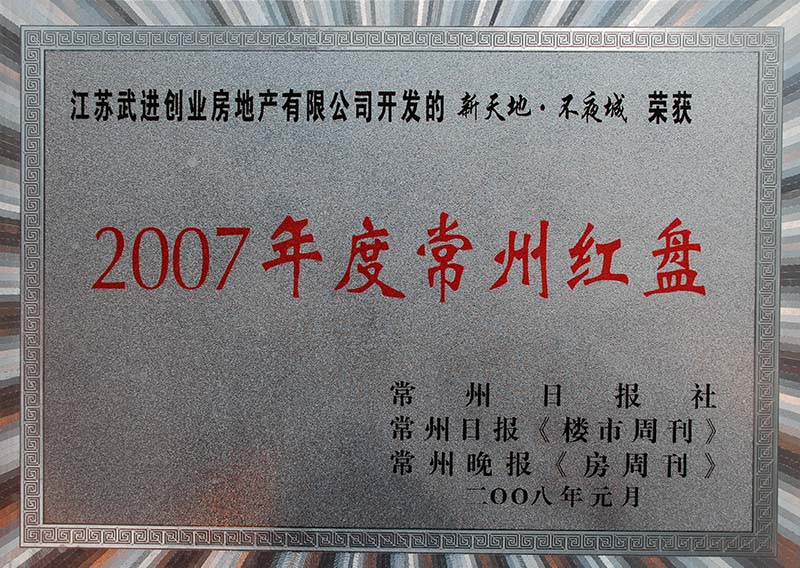 江苏武进创业房地产有限公司开发的 新天地·不夜城 荣获
2007年度常州红盘
常州日报社
常州日报《楼市周刊》
常州晚报《房周刊》
二OO八年元月